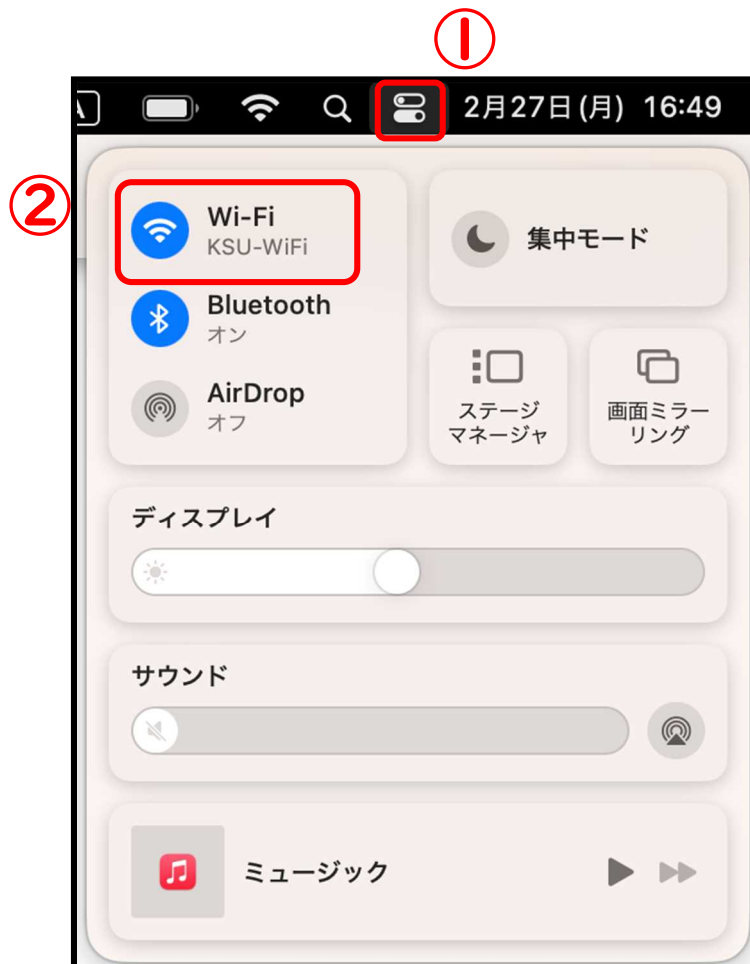 ①
A
2月27日(月) 16:49
②
Wi-Fi
KSU-WiFi
集中モード
Bluetooth
オン
AirDrop
オフ
ステージ
マネージャ
画面ミラー
リング
ディスプレイ
サウンド
ミュージック